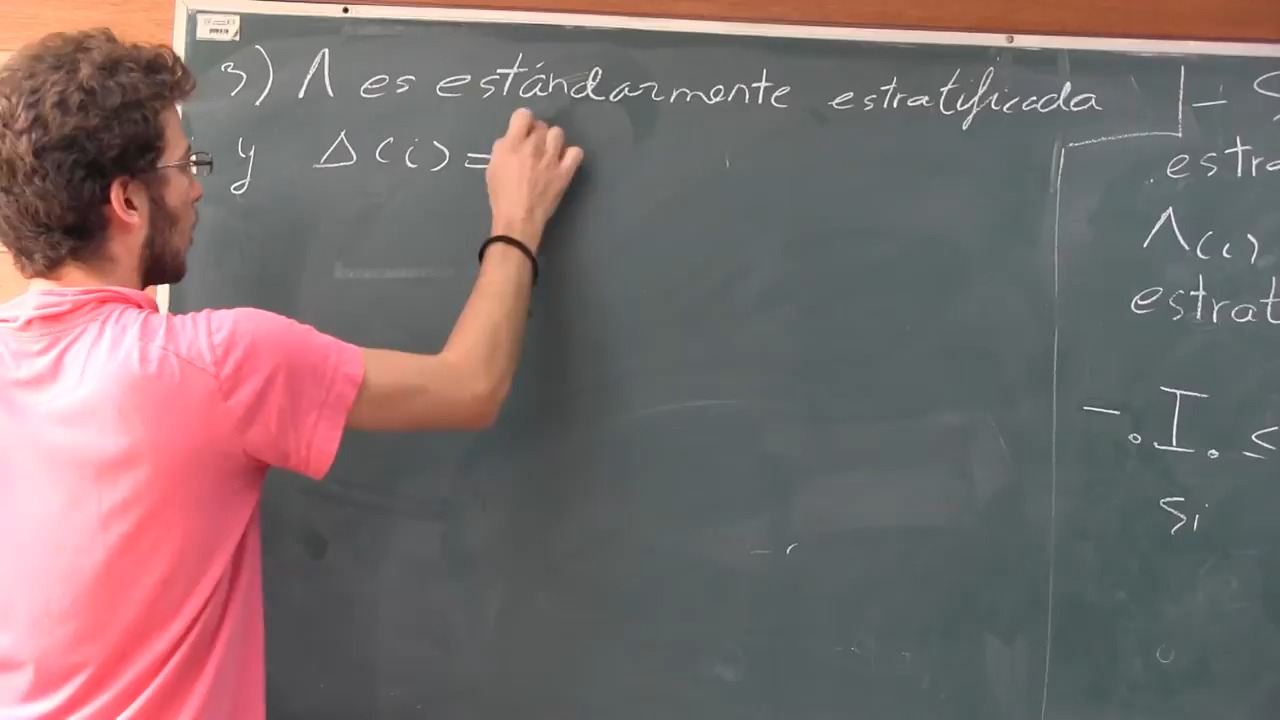 3) Λ es estándarmente estratificada
y Δ(i) =
- 
estra
Λ(i)
estrat
- . I . ≤
Si